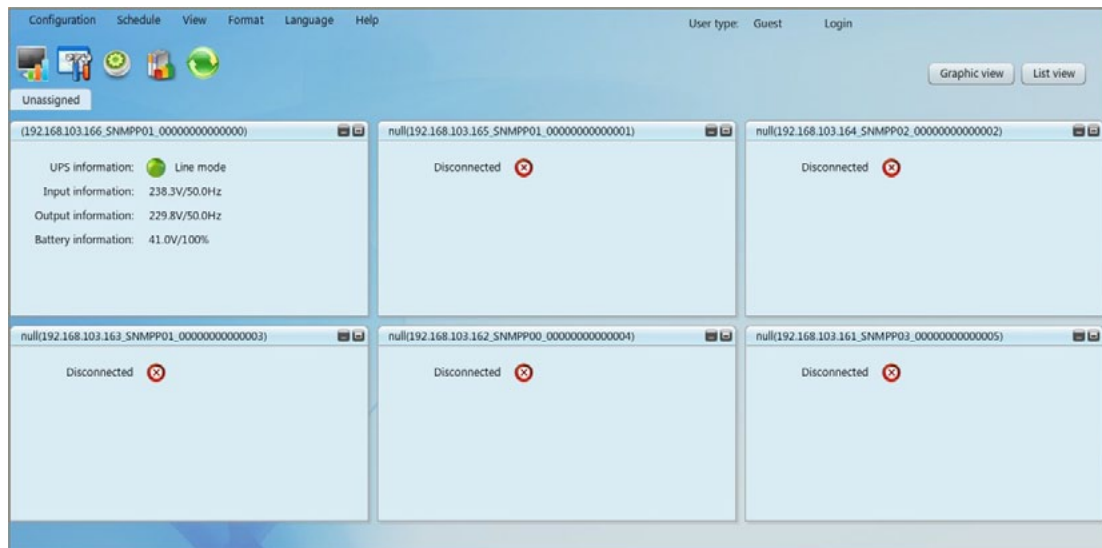 Configuration Schedule View Format Language Help User type: Guest Login
Graphic view List view
Unassigned
(192.168.103.166_SNMPP01_00000000000000) null(192.168.103.165_SNMPP01_00000000000001) null(192.168.103.164_SNMPP02_00000000000002)
UPS information: Line mode Disconnected Disconnected
Input information: 238.3V/50.0Hz
Output information: 229.8V/50.0Hz
Battery information: 41.0V/100%
null(192.168.103.163_SNMPP01_00000000000003) null(192.168.103.162_SNMPP00_00000000000004) null(192.168.103.161_SNMPP03_00000000000005)
Disconnected Disconnected Disconnected